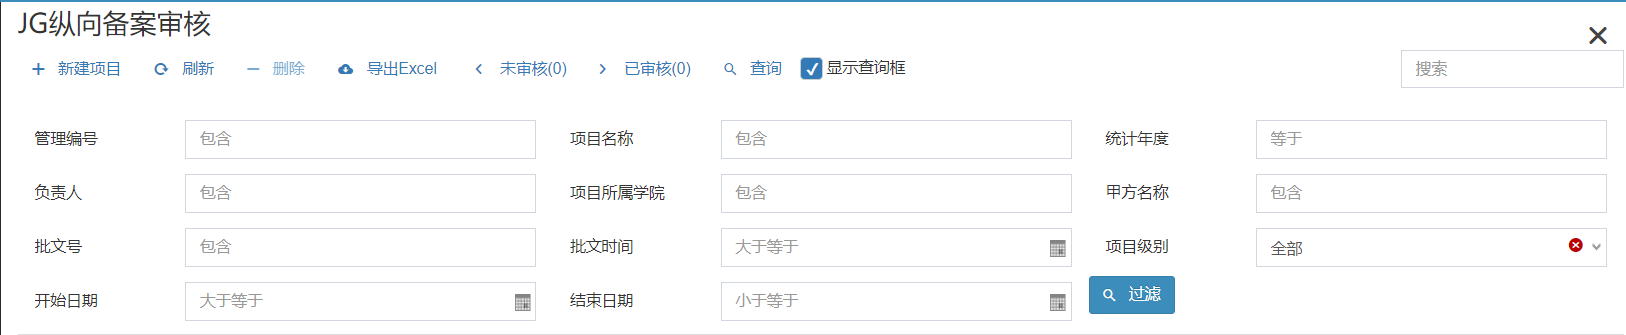 JG纵向备案审核
新建项目 刷新 删除 导出Excel 未审核(0) 已审核(0) 查询 显示查询框 搜索
管理编号 包含 项目名称 包含 统计年度 等于
负责人 包含 项目所属学院 包含 甲方名称 包含
批文号 包含 批文时间 大于等于 项目级别 全部
开始日期 大于等于 结束日期 小于等于 过滤